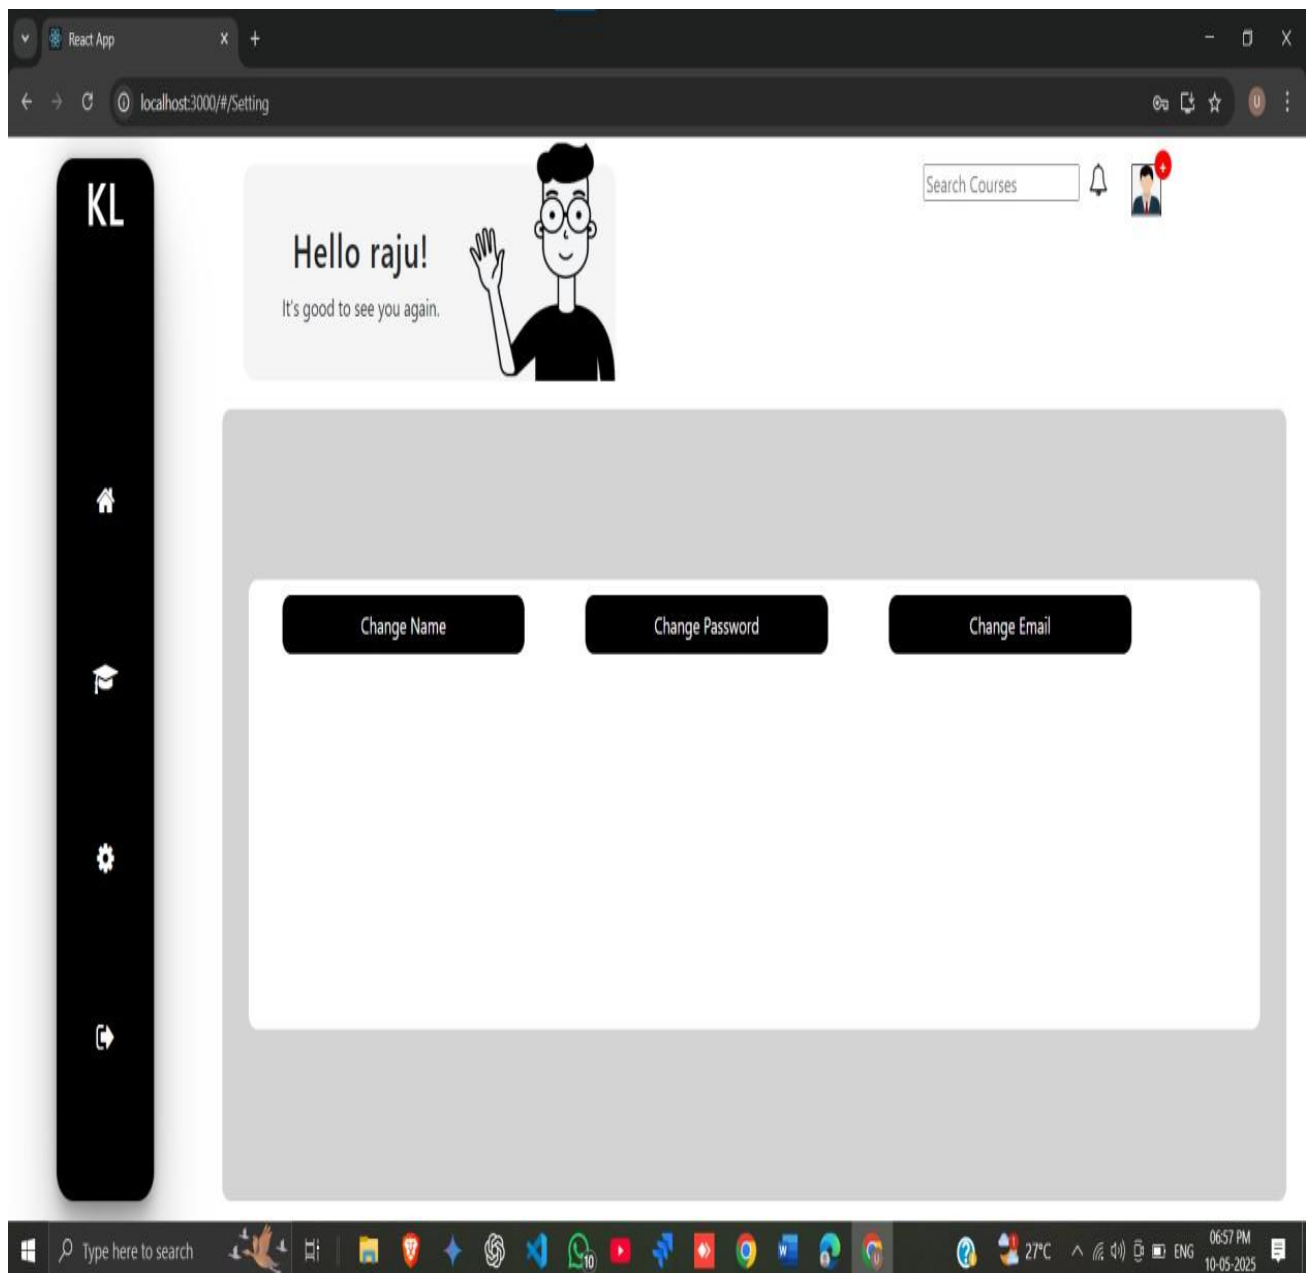 React App
localhost:3000/#/Setting
U
KL
Search Courses
+
Hello raju!
It's good to see you again.
Change Name
Change Password
Change Email
Type here to search
10
27°C
ENG
06:57 PM
10-05-2025